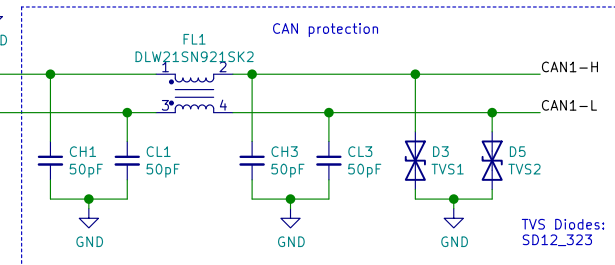 CAN protection
D
FL1
DLW21SN921SK2
1 2
3 4
CAN1-H
CAN1-L
CH1
50pF
CL1
50pF
CH3
50pF
CL3
50pF
D3
TVS1
D5
TVS2
GND
GND
GND
TVS Diodes:
SD12_323